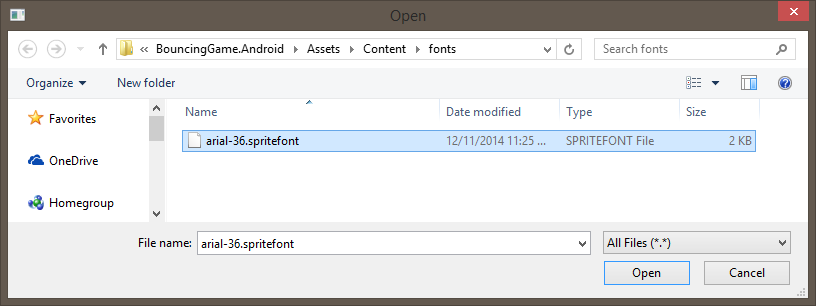 Open
« BouncingGame.Android Assets Content fonts Search fonts
Organize New folder
Name Date modified Type Size
Favorites
arial-36.spritefont 12/11/2014 11:25 ... SPRITEFONT File 2 KB
OneDrive
Homegroup
File name: arial-36.spritefont All Files (*.*)
Open Cancel